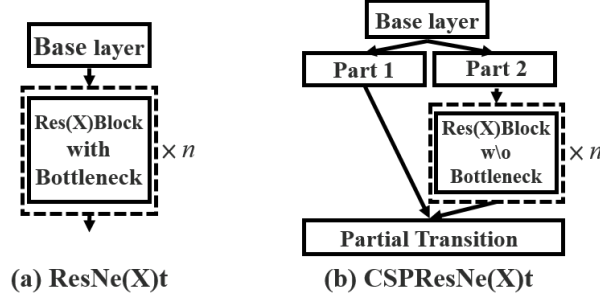 Base layer
Res(X)Block
with
Bottleneck
× n
(a) ResNe(X)t
Base layer
Part 1
Part 2
Res(X)Block
w\o
Bottleneck
× n
Partial Transition
(b) CSPResNe(X)t